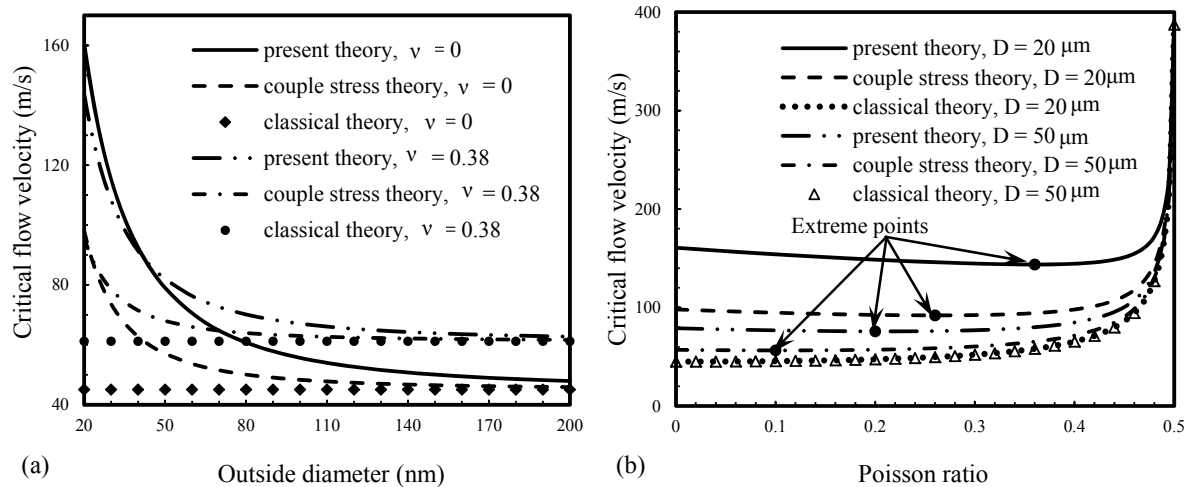 160
120
80
40
Critical flow velocity (m/s)
present theory, ν = 0
couple stress theory, ν = 0
classical theory, ν = 0
present theory, ν = 0.38
couple stress theory, ν = 0.38
classical theory, ν = 0.38
20 50 80 110 140 170 200
(a) Outside diameter (nm)
400
300
200
100
0
Critical flow velocity (m/s)
present theory, D = 20 μm
couple stress theory, D = 20μm
classical theory, D = 20 μm
present theory, D = 50 μm
couple stress theory, D = 50μm
classical theory, D = 50 μm
Extreme points
0 0.1 0.2 0.3 0.4 0.5
(b) Poisson ratio